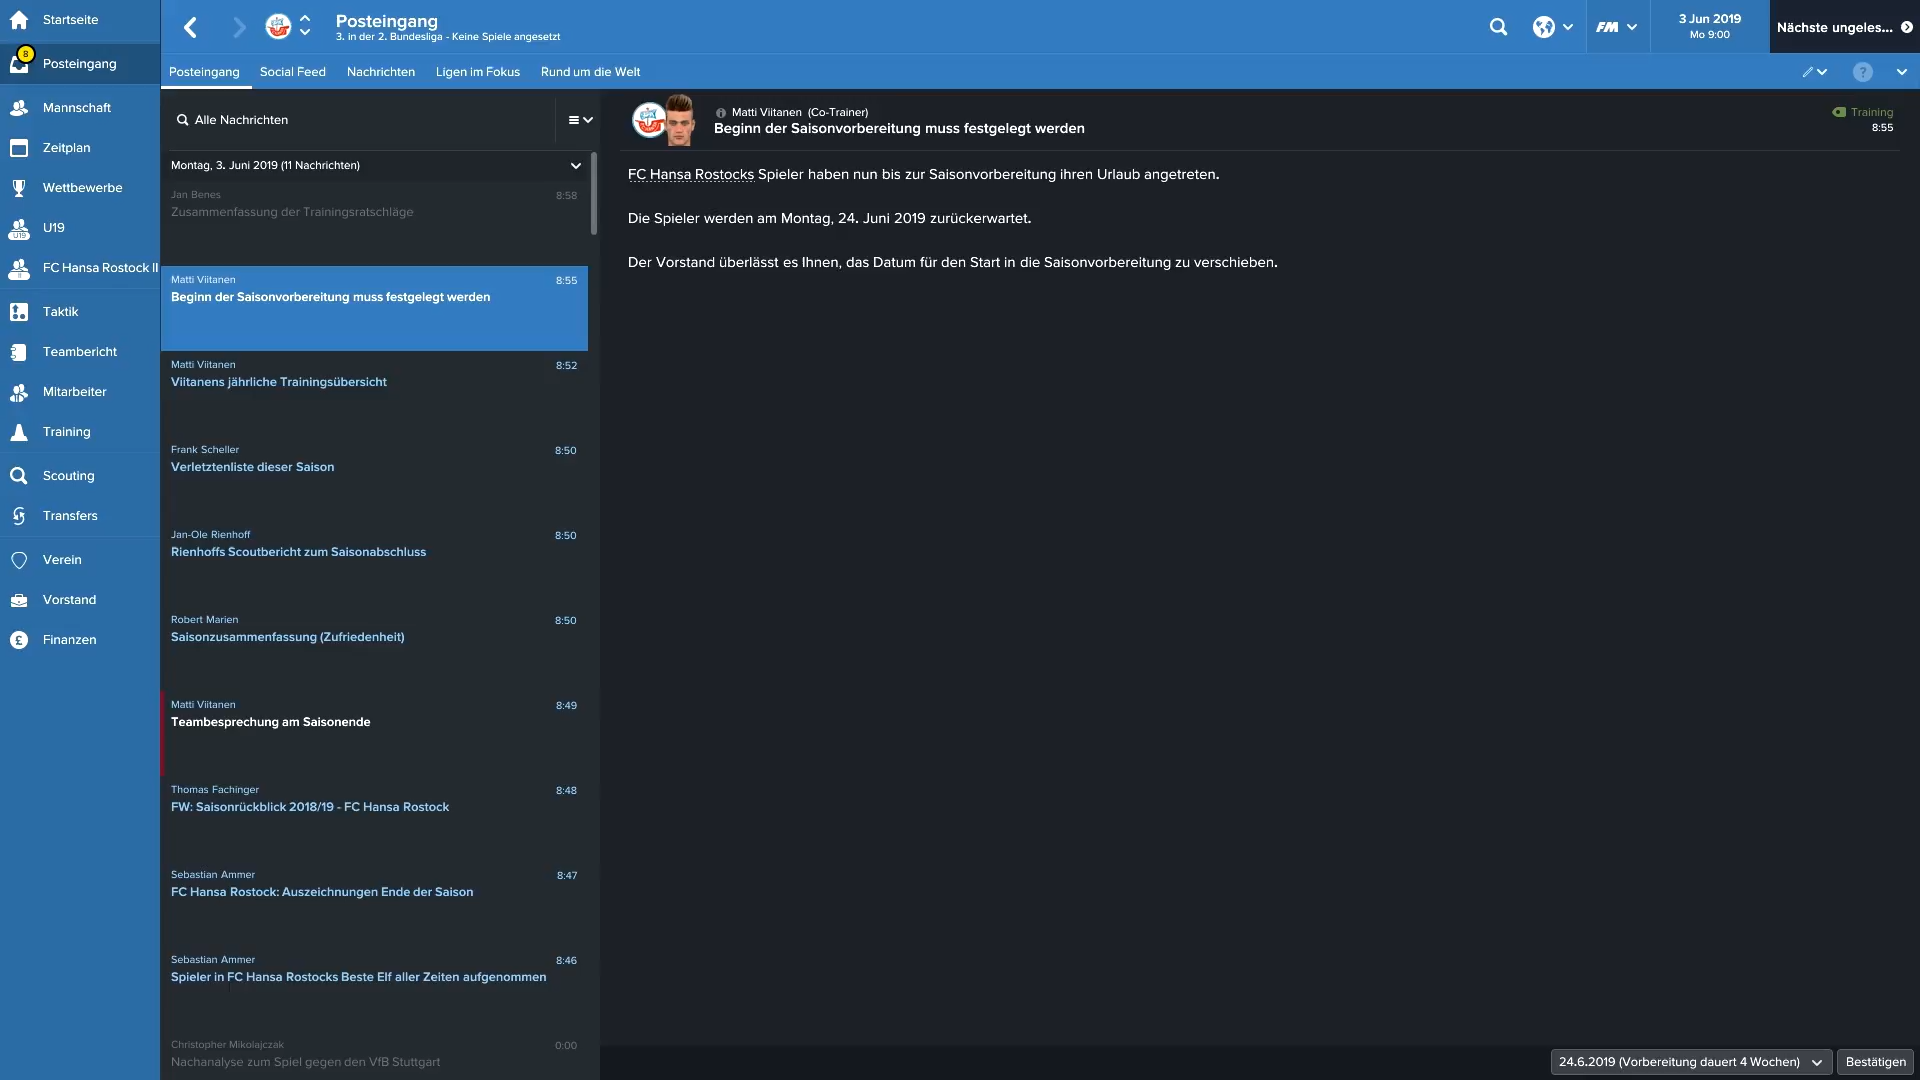 Startseite
8
Posteingang
Mannschaft
Zeitplan
Wettbewerbe
U19
U19
FC Hansa Rostock II
II
Taktik
Teambericht
Mitarbeiter
Training
Scouting
Transfers
Verein
Vorstand
£
Finanzen
Posteingang
3. in der 2. Bundesliga - Keine Spiele angesetzt
FM
3 Jun 2019
Mo 9:00
Nächste ungeles...
Posteingang
Social Feed
Nachrichten
Ligen im Fokus
Rund um die Welt
?
Alle Nachrichten
Montag, 3. Juni 2019 (11 Nachrichten)
Jan Benes 8:58
Zusammenfassung der Trainingsratschläge
Matti Viitanen 8:55
Beginn der Saisonvorbereitung muss festgelegt werden
Matti Viitanen 8:52
Viitanens jährliche Trainingsübersicht
Frank Scheller 8:50
Verletztenliste dieser Saison
Jan-Ole Rienhoff 8:50
Rienhoffs Scoutbericht zum Saisonabschluss
Robert Marien 8:50
Saisonzusammenfassung (Zufriedenheit)
Matti Viitanen 8:49
Teambesprechung am Saisonende
Thomas Fachinger 8:48
FW: Saisonrückblick 2018/19 - FC Hansa Rostock
Sebastian Ammer 8:47
FC Hansa Rostock: Auszeichnungen Ende der Saison
Sebastian Ammer 8:46
Spieler in FC Hansa Rostocks Beste Elf aller Zeiten aufgenommen
Christopher Mikolajczak 0:00
Nachanalyse zum Spiel gegen den VfB Stuttgart
Matti Viitanen (Co-Trainer)
Beginn der Saisonvorbereitung muss festgelegt werden
Training
8:55
FC Hansa Rostocks Spieler haben nun bis zur Saisonvorbereitung ihren Urlaub angetreten.
Die Spieler werden am Montag, 24. Juni 2019 zurückerwartet.
Der Vorstand überlässt es Ihnen, das Datum für den Start in die Saisonvorbereitung zu verschieben.
24.6.2019 (Vorbereitung dauert 4 Wochen)
Bestätigen